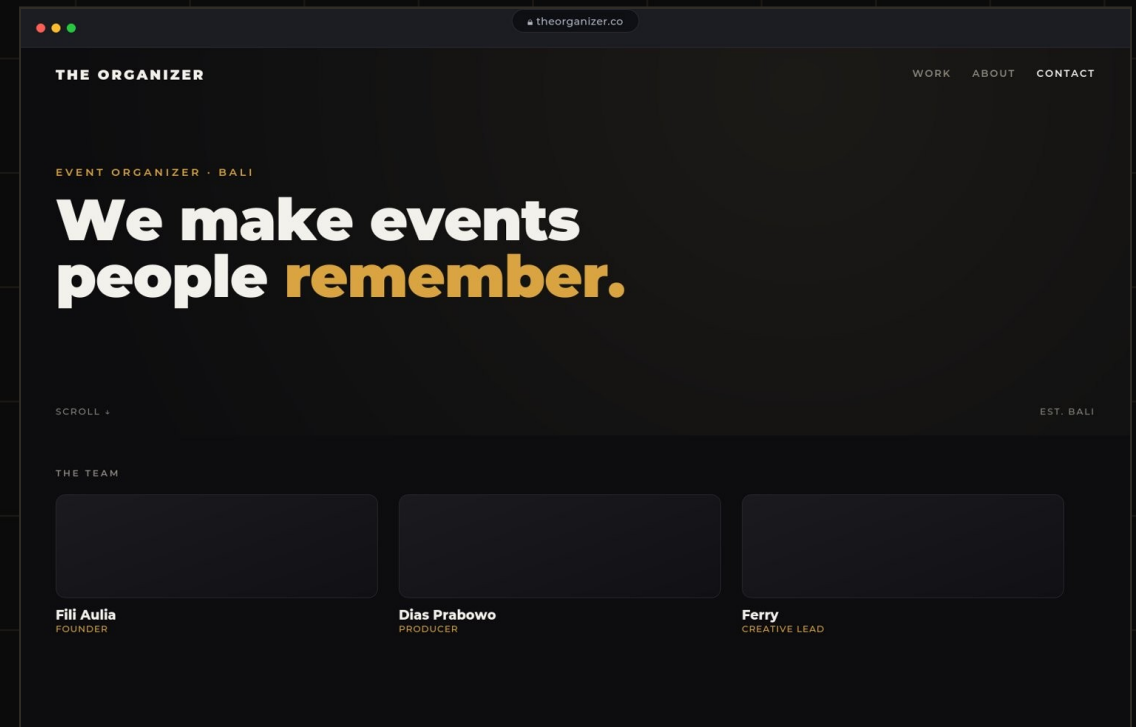 theorganizer.co
THE ORGANIZER
WORK ABOUT CONTACT
EVENT ORGANIZER · BALI
We make events
people remember.
SCROLL ↓
EST. BALI
THE TEAM
Fili Aulia
FOUNDER
Dias Prabowo
PRODUCER
Ferry
CREATIVE LEAD